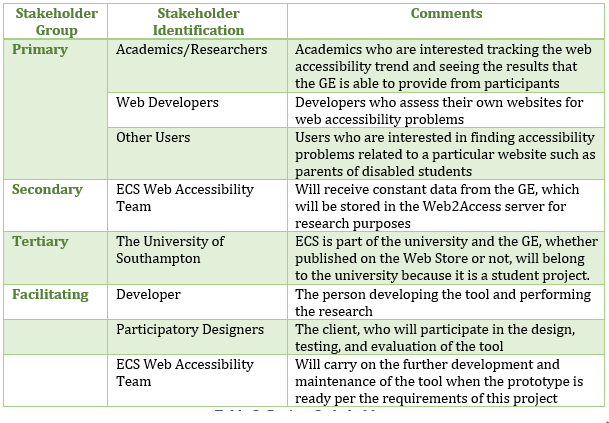 Stakeholder Group Stakeholder Identification Comments
Primary Academics/Researchers Academics who are interested tracking the web
accessibility trend and seeing the results that
the GE is able to provide from participants
Web Developers Developers who assess their own websites for
web accessibility problems
Other Users Users who are interested in finding accessibility
problems related to a particular website such as
parents of disabled students
Secondary ECS Web Accessibility Team Will receive constant data from the GE, which
will be stored in the Web2Access server for
research purposes
Tertiary The University of Southampton ECS is part of the university and the GE, whether
published on the Web Store or not, will belong
to the university because it is a student project.
Facilitating Developer The person developing the tool and performing
the research
Participatory Designers The client, who will participate in the design,
testing, and evaluation of the tool
ECS Web Accessibility Team Will carry on the further development and
maintenance of the tool when the prototype is
ready per the requirements of this project